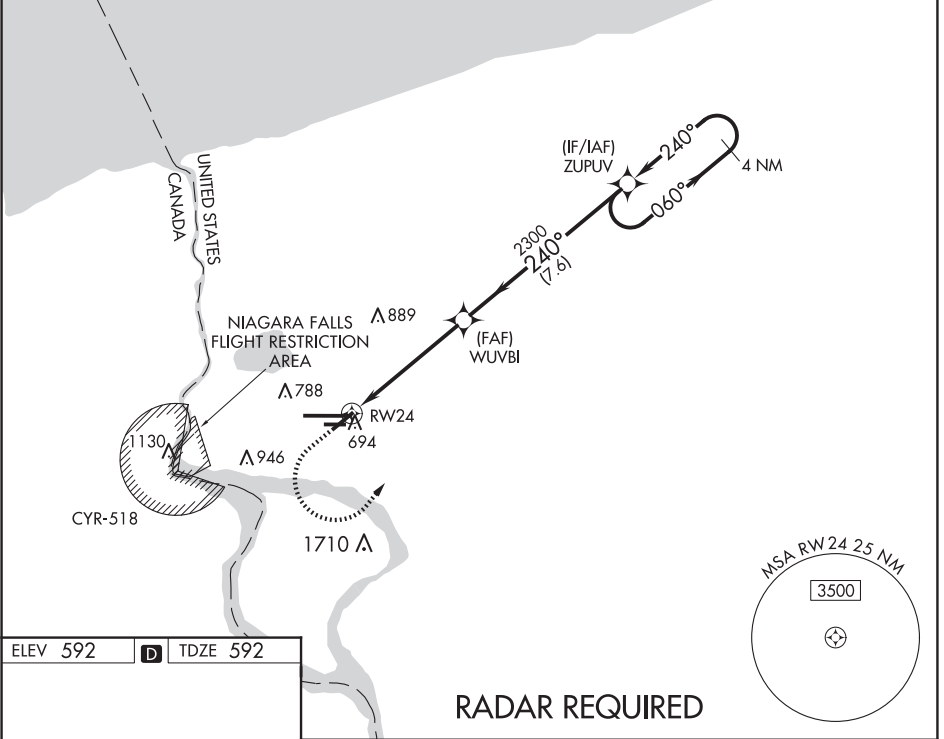 (IF/IAF)
ZUPUV
240°
4 NM
060°
2300
240°
(7.6)
UNITED STATES
CANADA
NIAGARA FALLS
FLIGHT RESTRICTION
AREA
889
(FAF)
WUVBI
788
RW24
694
1130
946
CYR-518
1710
MSA RW24 25 NM
3500
ELEV 592 D TDZE 592
RADAR REQUIRED